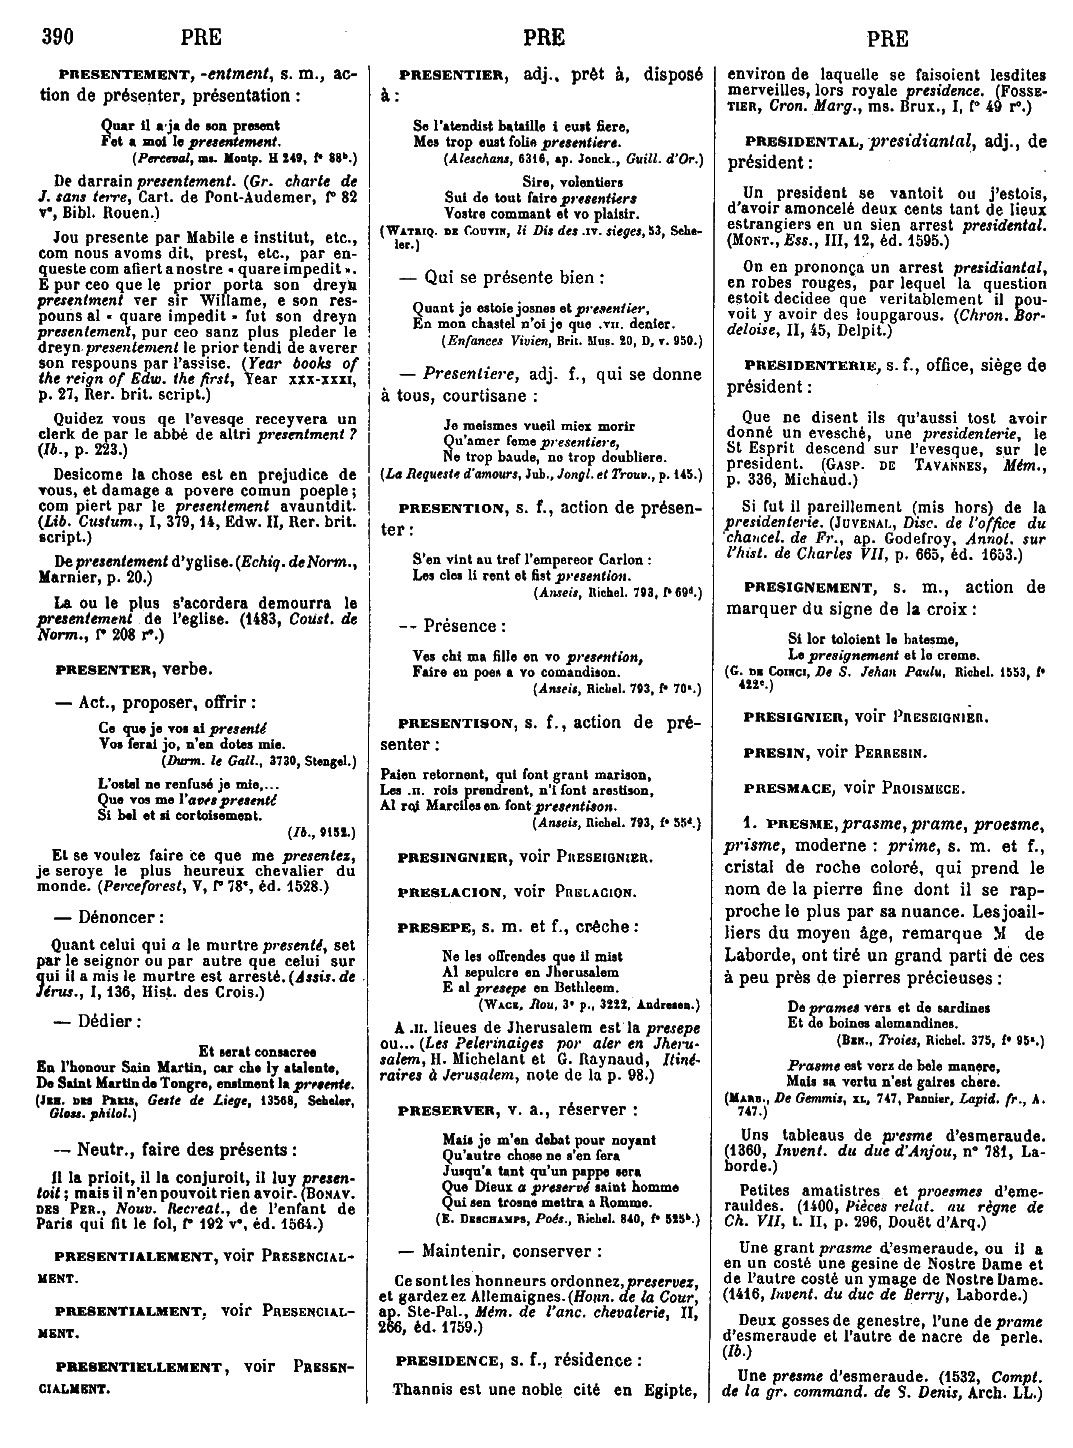 390 PRE PRE PRE
PRESENTEMENT, -entment, s. m., ac-
tion de présenter, présentation :
Quar il a ja de son present
Fet a moi le presentement.
(Perceval, ms. Montp. H 249, f° 88b.)
De darrain presentement. (Gr. charte de
J. sans terre, Cart. de Pont-Audemer, f° 82
v°, Bibl. Rouen.)
Jou presente par Mabile e institut, etc.,
com nous avoms dit, prest, etc., par en-
queste com afiert a nostre « quare impedit ».
E pur ceo que le prior porta son dreyn
presentment ver sir Willame, e son res-
pouns al « quare impedit » fut son dreyn
presentement, pur ceo sanz plus pleder le
dreyn presentement le prior tendi de averer
son respouns par l'assise. (Year books of
the reign of Edw. the first, Year xxx-xxxi,
p. 27, Rer. brit. script.)
Quidez vous qe l'evesqe receyvera un
clerk de par le abbé de altri presentment ?
(Ib., p. 223.)
Desicome la chose est en prejudice de
vous, et damage a povere comun poeple ;
com piert par le presentement avauntdit.
(Lib. Custum., I, 379, 14, Edw. II, Rer. brit.
script.)
De presentement d'yglise. (Echiq. de Norm.,
Marnier, p. 20.)
La ou le plus s'acordera demourra le
presentement de l'eglise. (1483, Coust. de
Norm., f° 208 r°.)
PRESENTER, verbe.
— Act., proposer, offrir :
Ce que je vos ai presenté
Vos ferai jo, n'en dotes mie.
(Durm. le Gall., 3730, Stengel.)
L'ostel ne renfusé je mie,...
Que vos me l'aves presenté
Si bel et si cortoisement.
(Ib., 9152.)
Et se voulez faire ce que me presentez,
je seroye le plus heureux chevalier du
monde. (Perceforest, V, f° 78a, éd. 1528.)
— Dénoncer :
Quant celui qui a le murtre presenté, set
par le seignor ou par autre que celui sur
qui il a mis le murtre est arresté. (Assis. de
Jérus., I, 136, Hist. des Crois.)
— Dédier :
Et serat consacree
En l'honour Sain Martin, car che ly atalente,
De Saint Martin de Tongre, ensiment la presente.
(Jeh. des Preis, Geste de Liege, 13568, Scheler,
Gloss. philol.)
— Neutr., faire des présents :
Il la prioit, il la conjuroit, il luy presen-
toit ; mais il n'en pouvoit rien avoir. (Bonav.
des Per., Nouv. Recreat., de l'enfant de
Paris qui fit le fol, f° 192 v°, éd. 1564.)
PRESENTIALEMENT, voir Presencial-
ment.
PRESENTIALMENT, voir Presencial-
ment.
PRESENTIELLEMENT, voir Presen-
cialment.
PRESENTIER, adj., prêt à, disposé
à :
Se l'atendist bataille i eust fiere,
Mes trop eust folie presentiere.
(Aleschans, 6316, ap. Jonck., Guill. d'Or.)
Sire, volentiers
Sui de tout faire presentiers
Vostre commant et vo plaisir.
(Watriq. de Couvin, li Dis des .iv. sieges, 53, Sche-
ler.)
— Qui se présente bien :
Quant je estoie josnes et presentier,
En mon chastel n'oi je que .vii. denier.
(Enfances Vivien, Brit. Mus. 20, D, v. 950.)
— Presentiere, adj. f., qui se donne
à tous, courtisane :
Je meismes vueil miex morir
Qu'amer feme presentiere,
Ne trop baude, ne trop doubliere.
(La Requeste d'amours, Jub., Jongl. et Trouv., p. 145.)
PRESENTION, s. f., action de présen-
ter :
S'en vint au tref l'empereor Carlon :
Les cles li rent et fist presention.
(Anseis, Richel. 793, f° 69d.)
-- Présence :
Ves chi ma fille en vo presention,
Faire en poes a vo comandison.
(Anseis, Richel. 793, f° 70a.)
PRESENTISON, s. f., action de pré-
senter :
Paien retornent, qui font grant marison,
Les .ii. rois prendrent, n'i font arestison,
Al roi Marciles en font presentison.
(Anseis, Richel. 793, f° 55d.)
PRESINGNIER, voir Preseignier.
PRESLACION, voir Prelacion.
PRESEPE, s. m. et f., crèche :
Ne les offrendes que il mist
Al sepulcre en Jherusalem
E al presepe en Bethleem.
(Wace, Rou, 3e p., 3222, Andresen.)
A .ii. lieues de Jherusalem est la presepe
ou... (Les Pelerinaiges por aler en Jheru-
salem, H. Michelant et G. Raynaud, Itiné-
raires à Jerusalem, note de la p. 98.)
PRESERVER, v. a., réserver :
Mais je m'en debat pour noyant
Qu'autre chose ne s'en fera
Jusqu'a tant qu'un pappe sera
Que Dieux a preservé saint homme
Qui sen trosne mettra a Romme.
(E. Deschamps, Poés., Richel. 840, f° 525b.)
— Maintenir, conserver :
Ce sont les honneurs ordonnez, preservez,
et gardez ez Allemaignes. (Honn. de la Cour,
ap. Ste-Pal., Mém. de l'anc. chevalerie, II,
266, éd. 1759.)
PRESIDENCE, s. f., résidence :
Thannis est une noble cité en Egipte,
environ de laquelle se faisoient lesdites
merveilles, lors royale presidence. (Fosse-
tier, Cron. Marg., ms. Brux., I, f° 49 r°.)
PRESIDENTAL, presidiantal, adj., de
président :
Un president se vantoit ou j'estois,
d'avoir amoncelé deux cents tant de lieux
estrangiers en un sien arrest presidental.
(Mont., Ess., III, 12, éd. 1595.)
On en prononça un arrest presidiantal,
en robes rouges, par lequel la question
estoit decidee que veritablement il pou-
voit y avoir des loupgarous. (Chron. Bor-
deloise, II, 45, Delpit.)
PRESIDENTERIE, s. f., office, siège de
président :
Que ne disent ils qu'aussi tost avoir
donné un evesché, une presidenterie, le
St Esprit descend sur l'evesque, sur le
president. (Gasp. de Tavannes, Mém.,
p. 336, Michaud.)
Si fut il pareillement (mis hors) de la
presidenterie. (Juvenal, Disc. de l'office du
chancel. de Fr., ap. Godefroy, Annol. sur
l'hist. de Charles VII, p. 665, éd. 1653.)
PRESIGNEMENT, s. m., action de
marquer du signe de la croix :
Si lor toloient le batesme,
Le presignement et le creme.
(G. de Coinci, De S. Jehan Paulu, Richel. 1553, f°
422c.)
PRESIGNIER, voir Preseignier.
PRESIN, voir Perresin.
PRESMACE, voir Proismece.
1. PRESME, prasme, prame, proesme,
prisme, moderne : prime, s. m. et f.,
cristal de roche coloré, qui prend le
nom de la pierre fine dont il se rap-
proche le plus par sa nuance. Les joail-
liers du moyen âge, remarque M de
Laborde, ont tiré un grand parti de ces
à peu près de pierres précieuses :
De prames vers et de sardines
Et de boines alemandines.
(Ben., Troies, Richel. 375, f° 95a.)
Prasme est verz de bele manere,
Mais sa vertu n'est gaires chere.
(Marb., De Gemmis, xl, 747, Pannier, Lapid. fr., A.
747.)
Uns tableaus de presme d'esmeraude.
(1360, Invent. du duc d'Anjou, n° 781, La-
borde.)
Petites amatistres et proesmes d'eme-
rauldes. (1400, Pièces relat. au règne de
Ch. VII, t. II, p. 296, Douët d'Arq.)
Une grant prasme d'esmeraude, ou il a
en un costé une gesine de Nostre Dame et
de l'autre costé un ymage de Nostre Dame.
(1416, Invent. du duc de Berry, Laborde.)
Deux gosses de genestre, l'une de prame
d'esmeraude et l'autre de nacre de perle.
(Ib.)
Une presme d'esmeraude. (1532, Compt.
de la gr. command. de S. Denis, Arch. LL.)